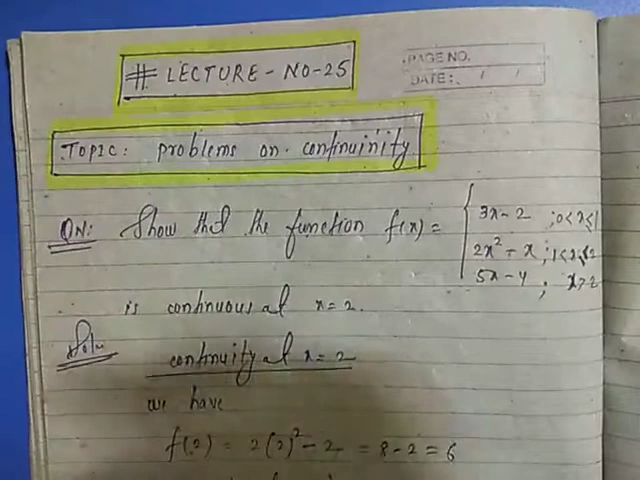 # LECTURE - NO-25
PAGE NO.
DATE: / /
TOPIC: problems on continuinity
QN: Show that the function f(x) = { 3x - 2 ; 0 < x ≤ 1
2x² - x ; 1 < x ≤ 2
5x - 4 ; x > 2
is continuous at x = 2.
Soln
continuity at x = 2
we have
f(2) = 2(2)² - 2 = 8 - 2 = 6